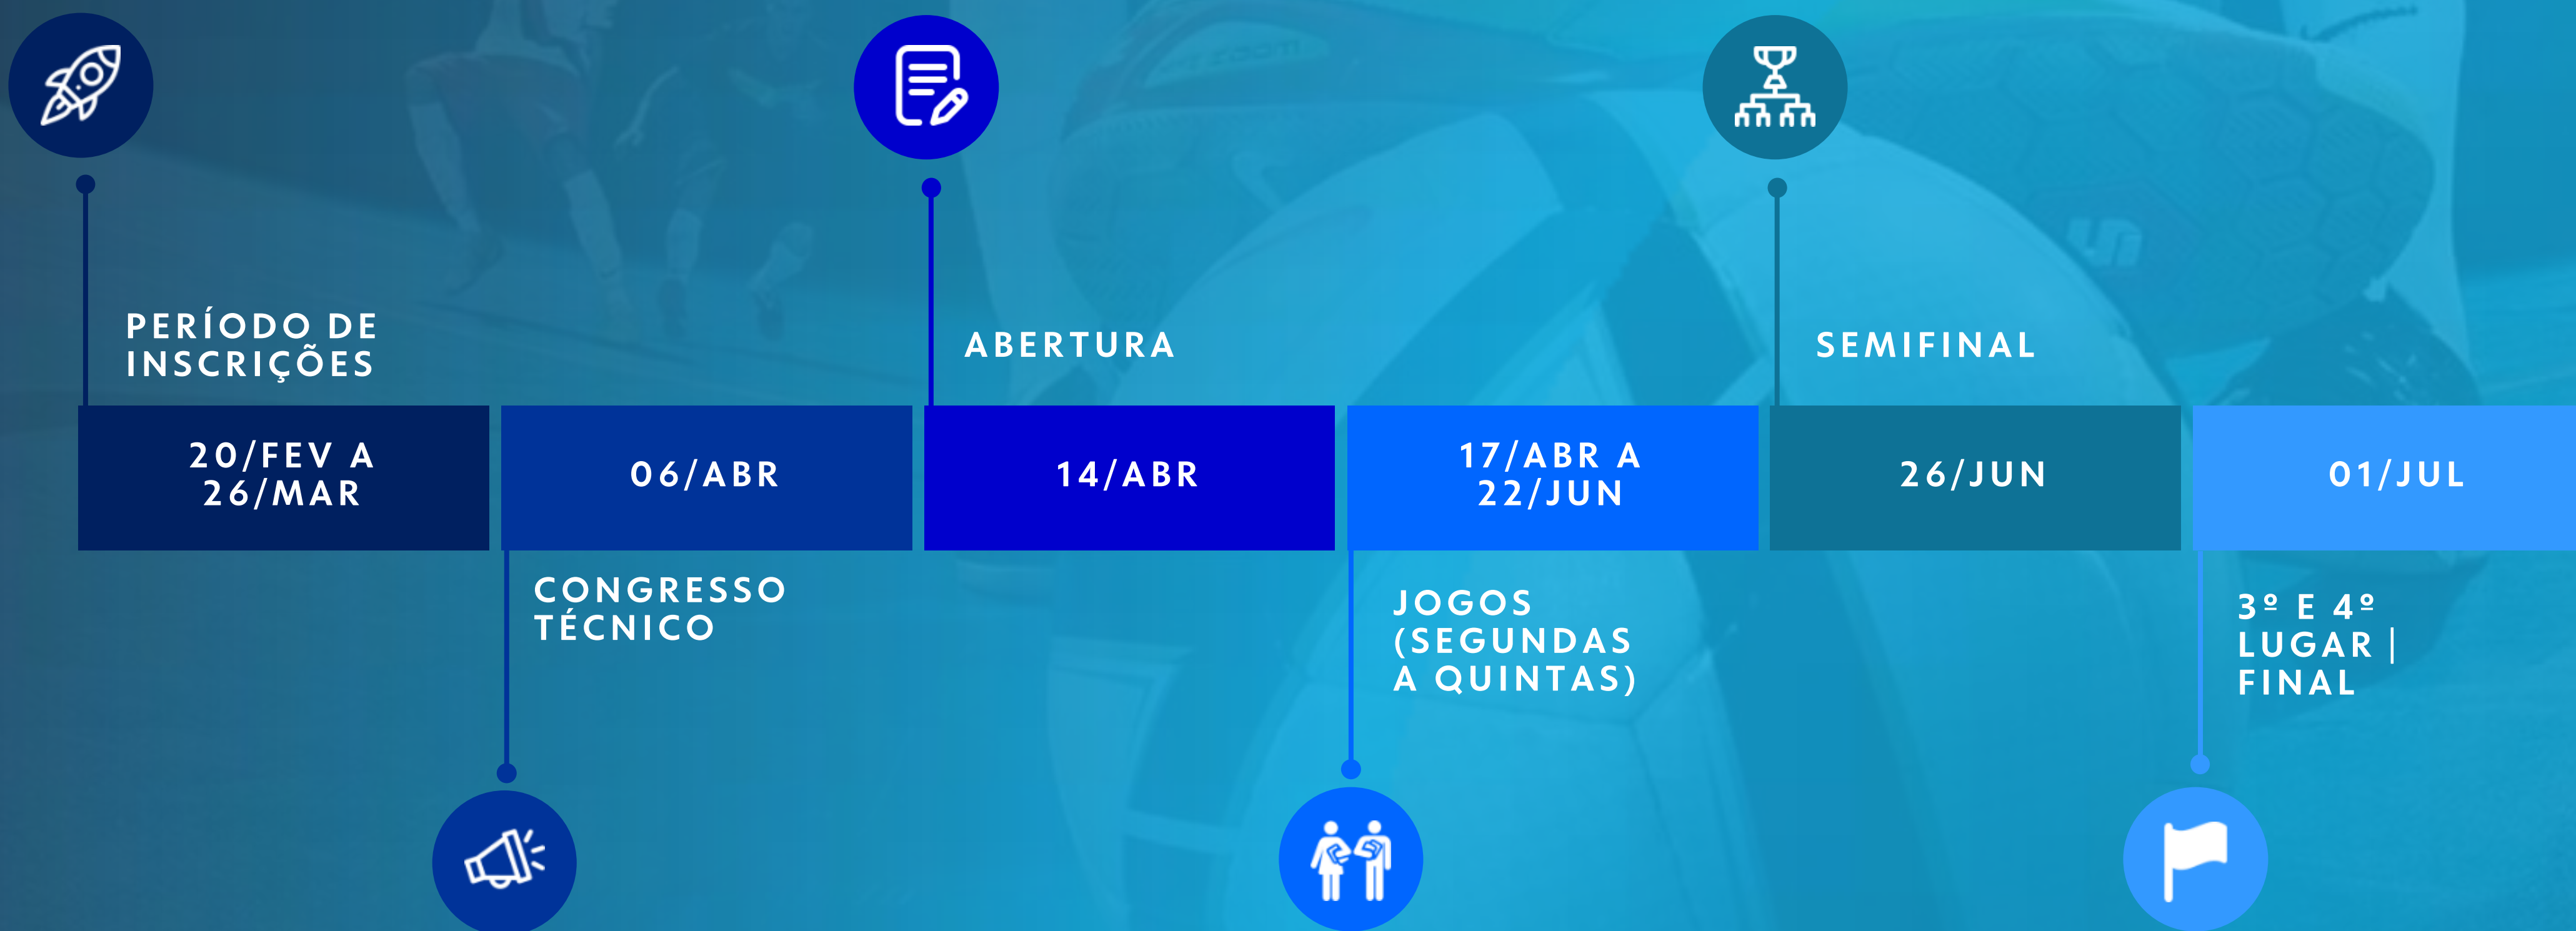 PERÍODO DE
INSCRIÇÕES
20/FEV A
26/MAR
CONGRESSO
TÉCNICO
06/ABR
ABERTURA
14/ABR
JOGOS
(SEGUNDAS
A QUINTAS)
17/ABR A
22/JUN
SEMIFINAL
26/JUN
3º E 4º
LUGAR |
FINAL
01/JUL